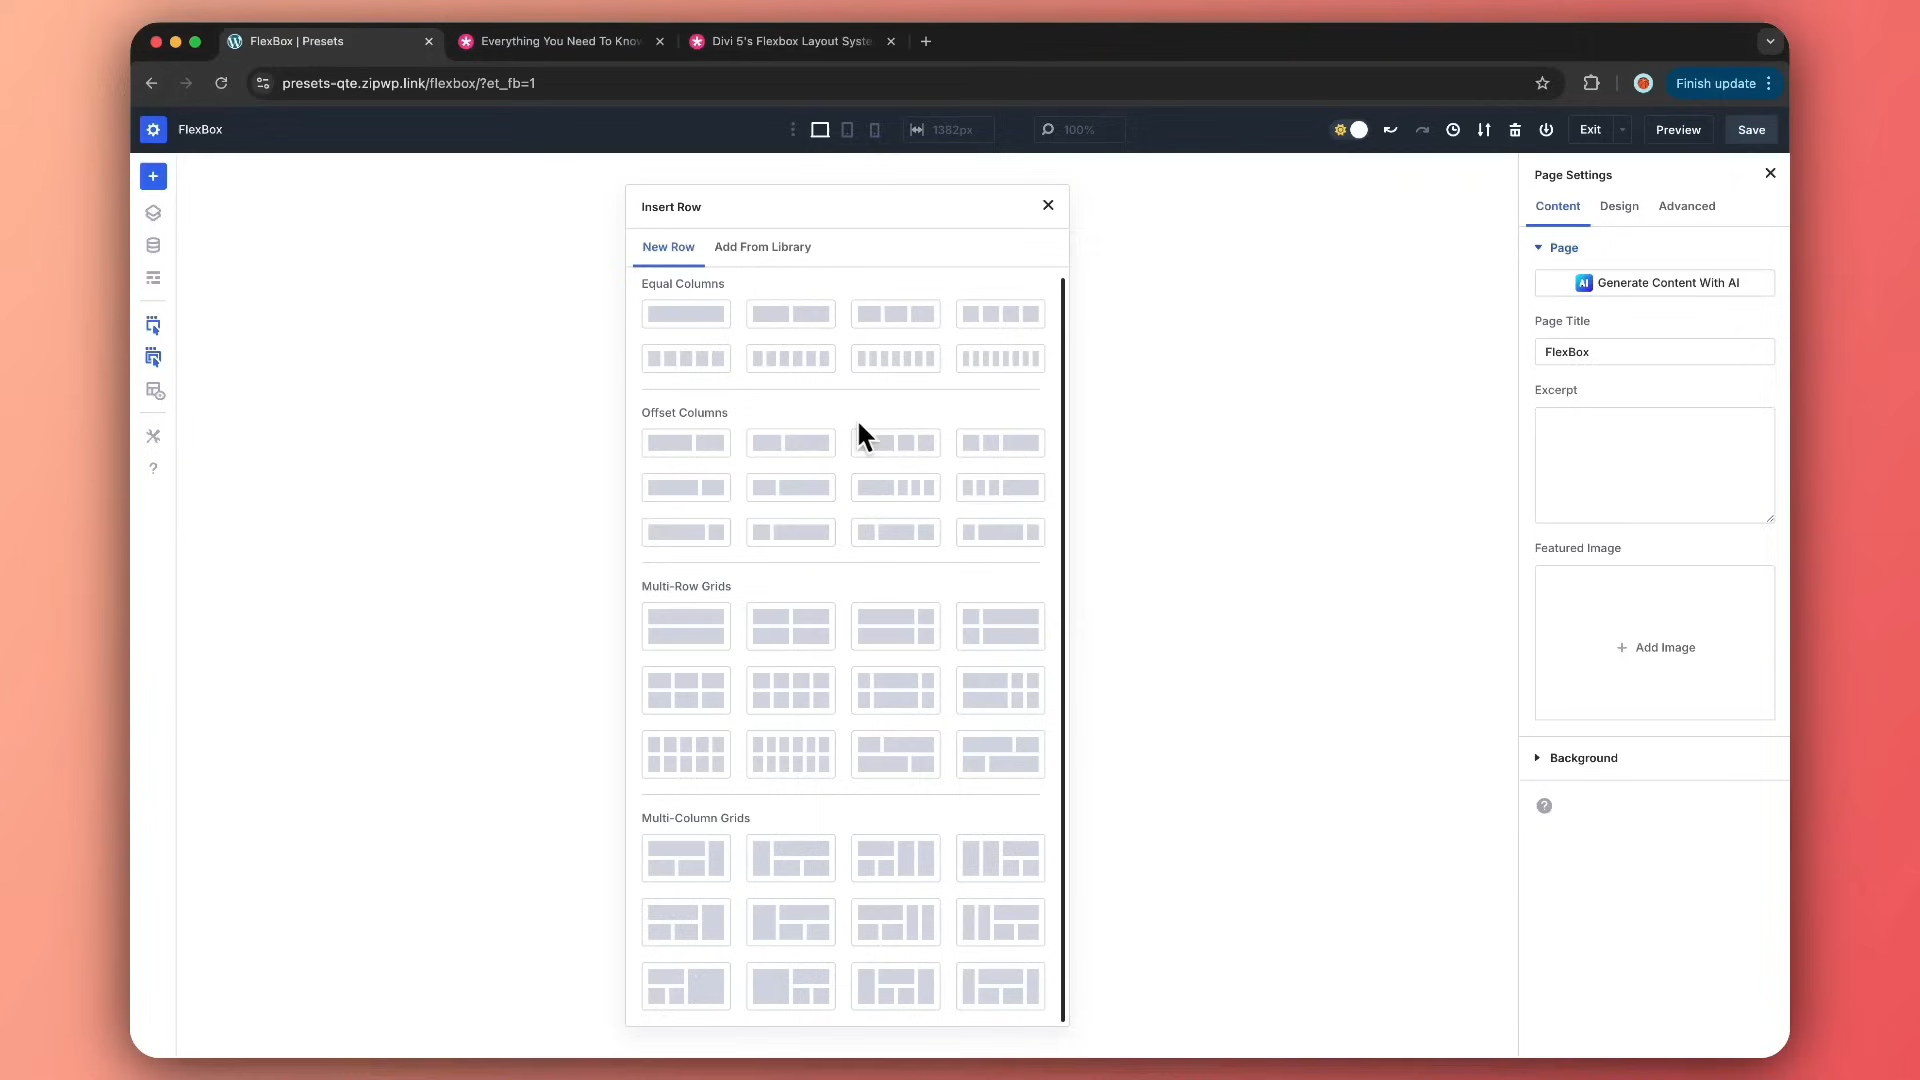 FlexBox | Presets
Everything You Need To Know
Divi 5's Flexbox Layout Syste
presets-qte.zipwp.link/flexbox/?et_fb=1
Finish update
FlexBox
1382px
100%
Exit
Preview
Save
Insert Row
New Row
Add From Library
Equal Columns
Offset Columns
Multi-Row Grids
Multi-Column Grids
Page Settings
Content
Design
Advanced
Page
AI Generate Content With AI
Page Title
FlexBox
Excerpt
Featured Image
+ Add Image
Background